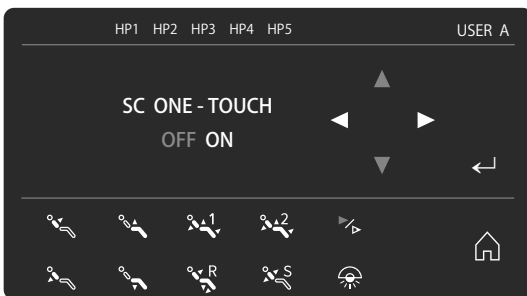 HP1 HP2 HP3 HP4 HP5 USER A
SC ONE - TOUCH
OFF ON
1 2
R S